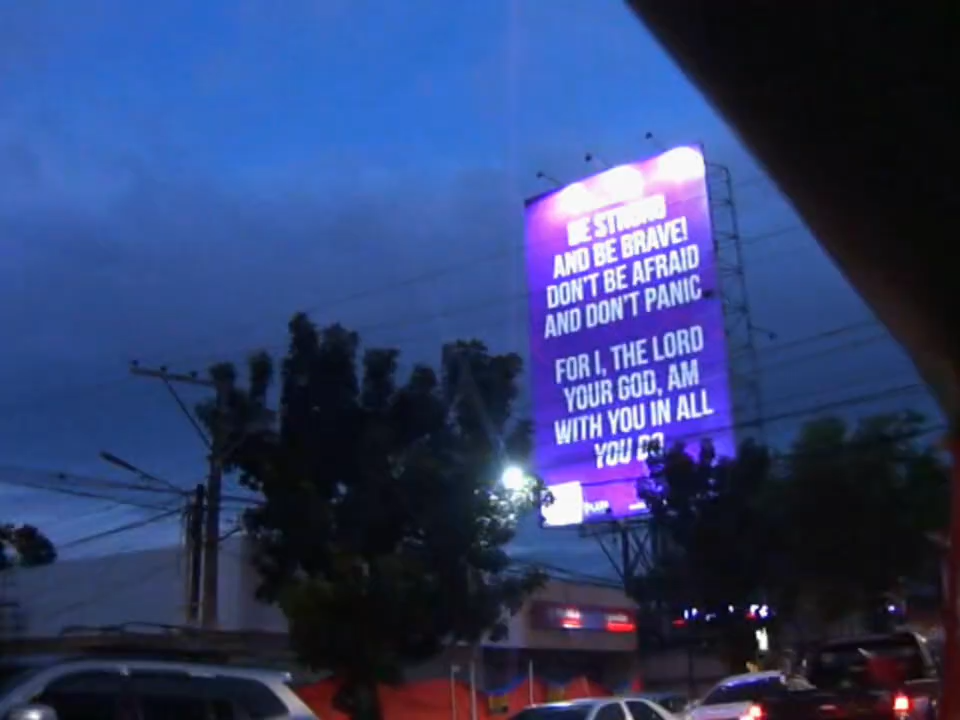 BE STRONG
AND BE BRAVE!
DON'T BE AFRAID
AND DON'T PANIC
FOR I, THE LORD
YOUR GOD, AM
WITH YOU IN ALL
YOU DO